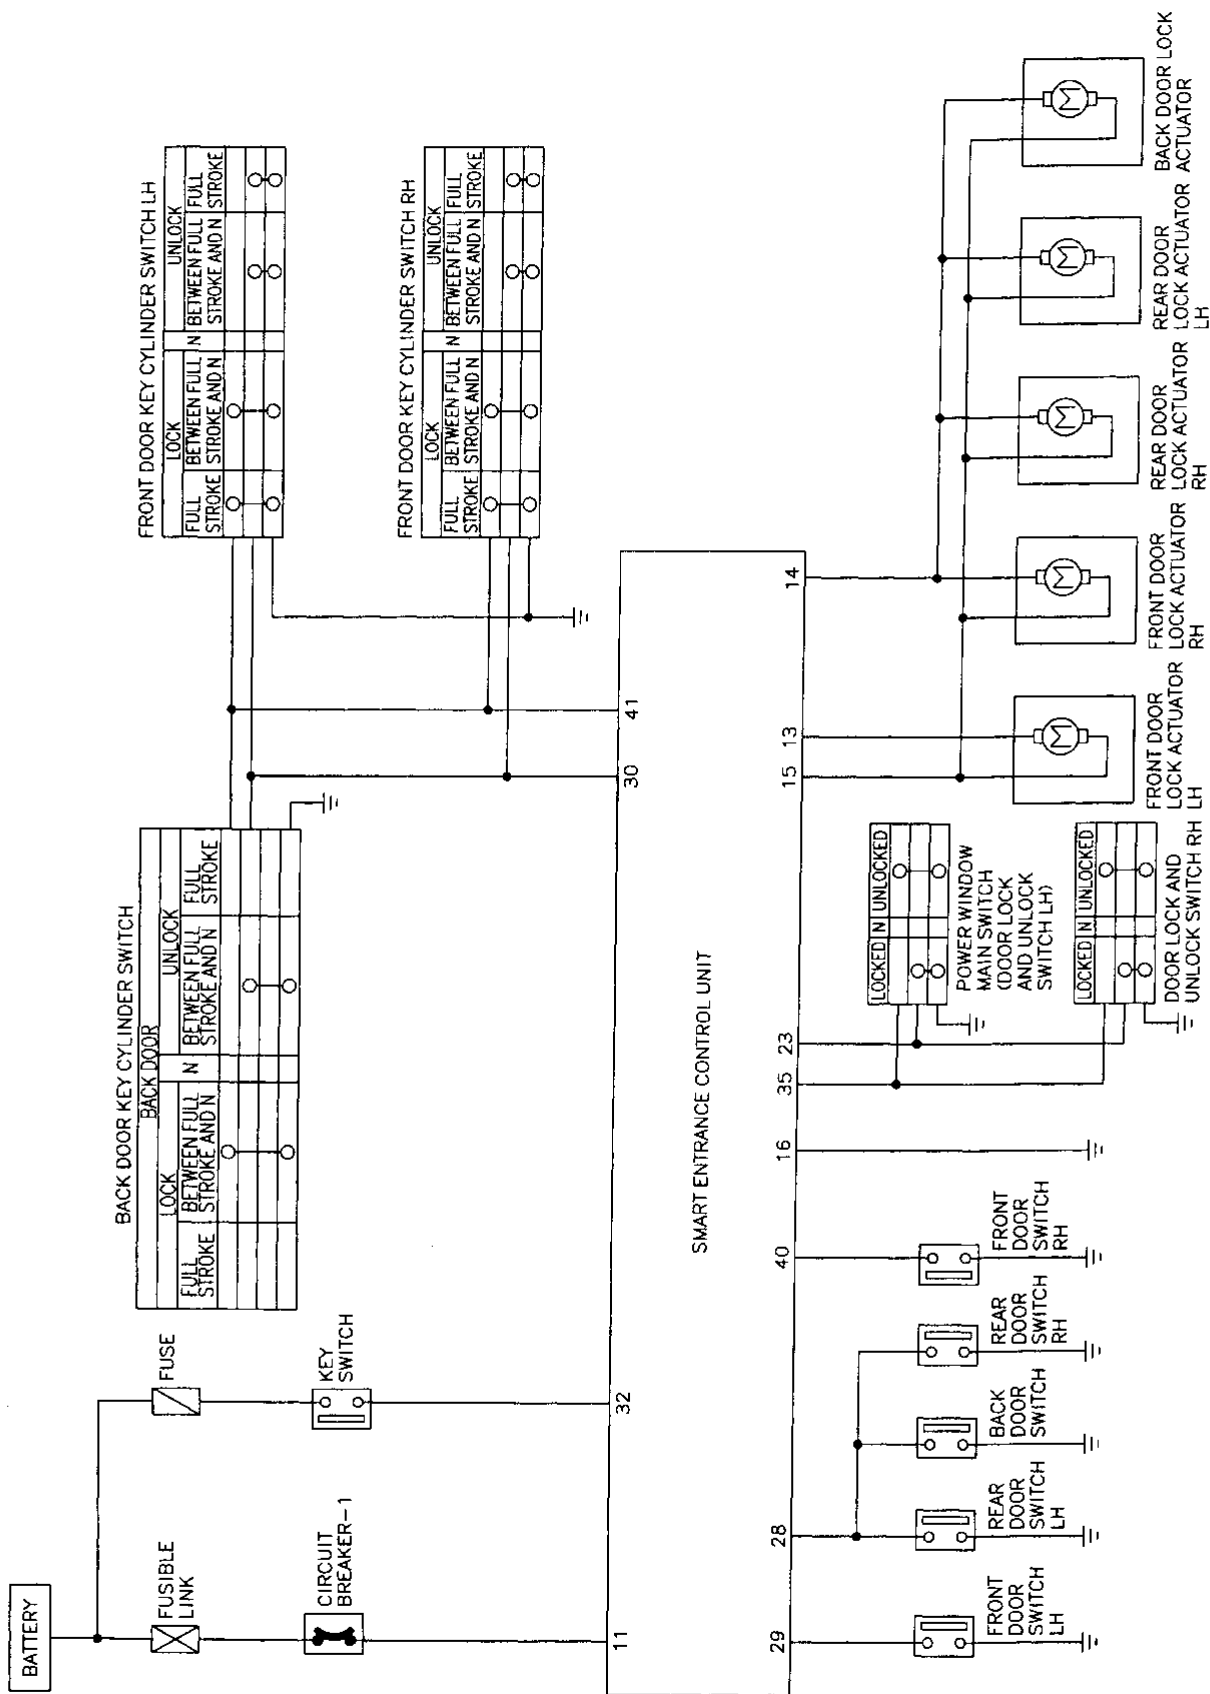 BATTERY
FUSIBLE
LINK
FUSE
CIRCUIT
BREAKER-1
KEY
SWITCH
BACK DOOR KEY CYLINDER SWITCH
BACK DOOR
LOCK
N
UNLOCK
FULL
STROKE
BETWEEN FULL
STROKE AND N
BETWEEN FULL
STROKE AND N
FULL
STROKE
FRONT DOOR KEY CYLINDER SWITCH LH
LOCK
N
UNLOCK
FULL
STROKE
BETWEEN FULL
STROKE AND N
BETWEEN FULL
STROKE AND N
FULL
STROKE
FRONT DOOR KEY CYLINDER SWITCH RH
LOCK
N
UNLOCK
FULL
STROKE
BETWEEN FULL
STROKE AND N
BETWEEN FULL
STROKE AND N
FULL
STROKE
11
32
30
41
SMART ENTRANCE CONTROL UNIT
29
28
40
16
35
23
15
13
14
FRONT
DOOR
SWITCH
LH
REAR
DOOR
SWITCH
LH
BACK
DOOR
SWITCH
REAR
DOOR
SWITCH
RH
FRONT
DOOR
SWITCH
RH
LOCKED N UNLOCKED
POWER WINDOW
MAIN SWITCH
(DOOR LOCK
AND UNLOCK
SWITCH LH)
LOCKED N UNLOCKED
DOOR LOCK AND
UNLOCK SWITCH RH
M
FRONT DOOR
LOCK ACTUATOR
LH
M
FRONT DOOR
LOCK ACTUATOR
RH
M
REAR DOOR
LOCK ACTUATOR
RH
M
REAR DOOR
LOCK ACTUATOR
LH
M
BACK DOOR LOCK
ACTUATOR